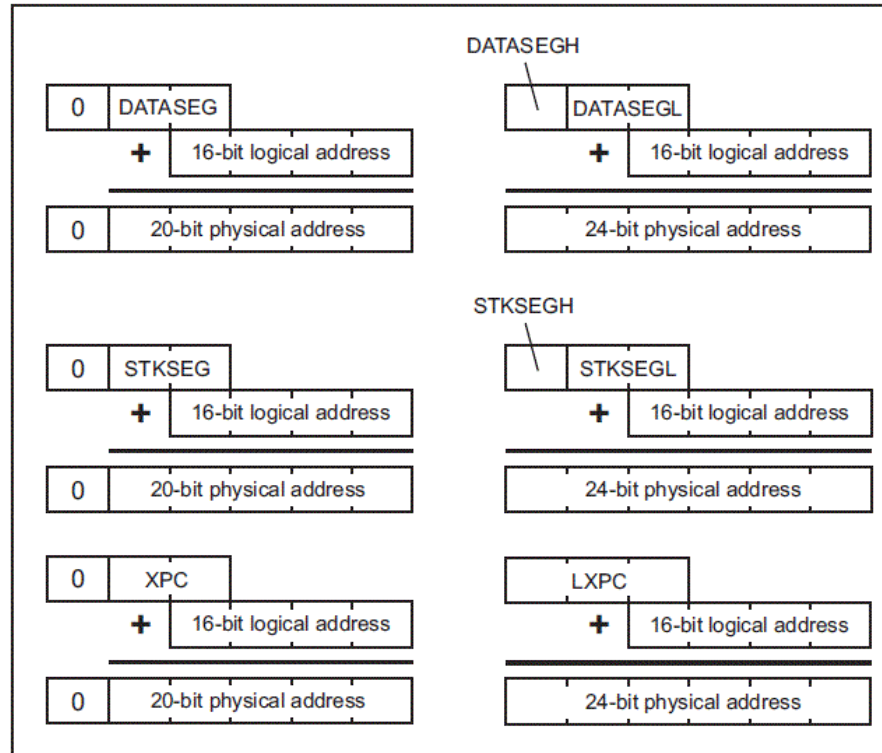 DATASEGH
0 DATASEG
DATASEGL
+ 16-bit logical address
+ 16-bit logical address
0 20-bit physical address
24-bit physical address
STKSEGH
0 STKSEG
STKSEGL
+ 16-bit logical address
+ 16-bit logical address
0 20-bit physical address
24-bit physical address
0 XPC
LXPC
+ 16-bit logical address
+ 16-bit logical address
0 20-bit physical address
24-bit physical address